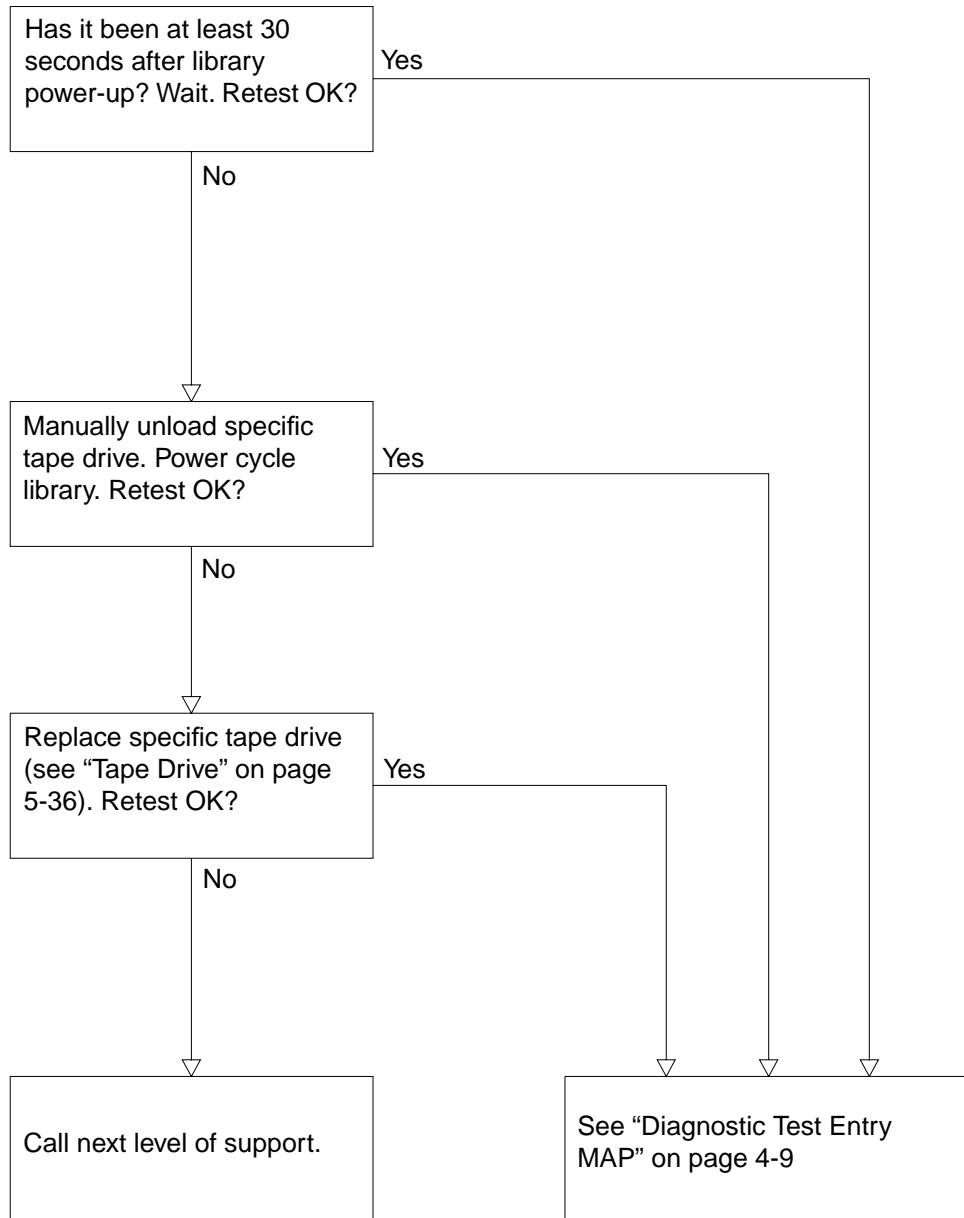 Has it been at least 30
seconds after library
power-up? Wait. Retest OK?
Yes
No
Manually unload specific
tape drive. Power cycle
library. Retest OK?
Yes
No
Replace specific tape drive
(see “Tape Drive” on page
5-36). Retest OK?
Yes
No
Call next level of support.
See “Diagnostic Test Entry
MAP” on page 4-9